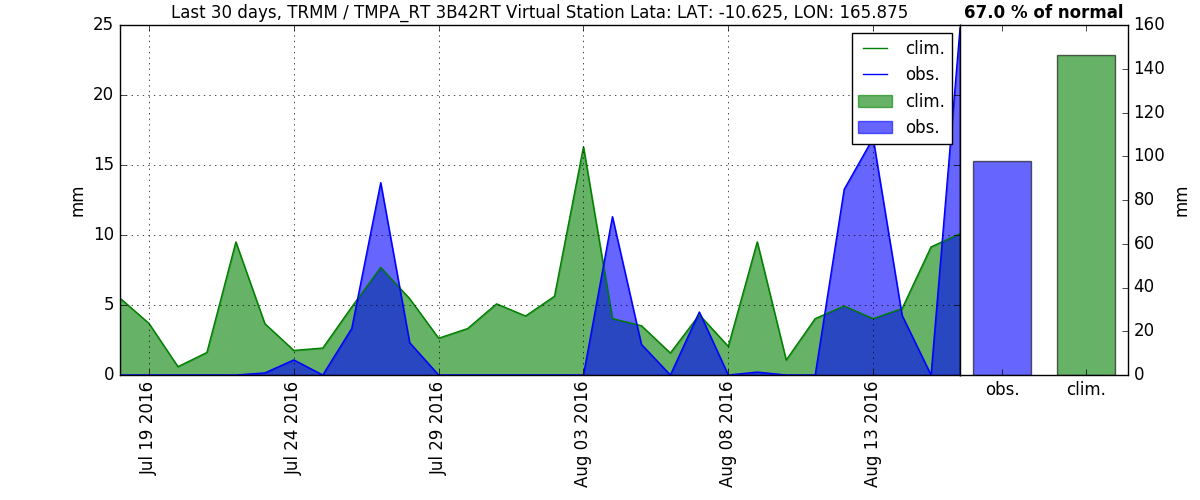 Last 30 days, TRMM / TMPA_RT 3B42RT Virtual Station Lata: LAT: -10.625, LON: 165.875
67.0 % of normal
25
20
15
10
5
0
mm
clim.
obs.
clim.
obs.
160
140
120
100
80
60
40
20
0
mm
obs.
clim.
Jul 19 2016
Jul 24 2016
Jul 29 2016
Aug 03 2016
Aug 08 2016
Aug 13 2016